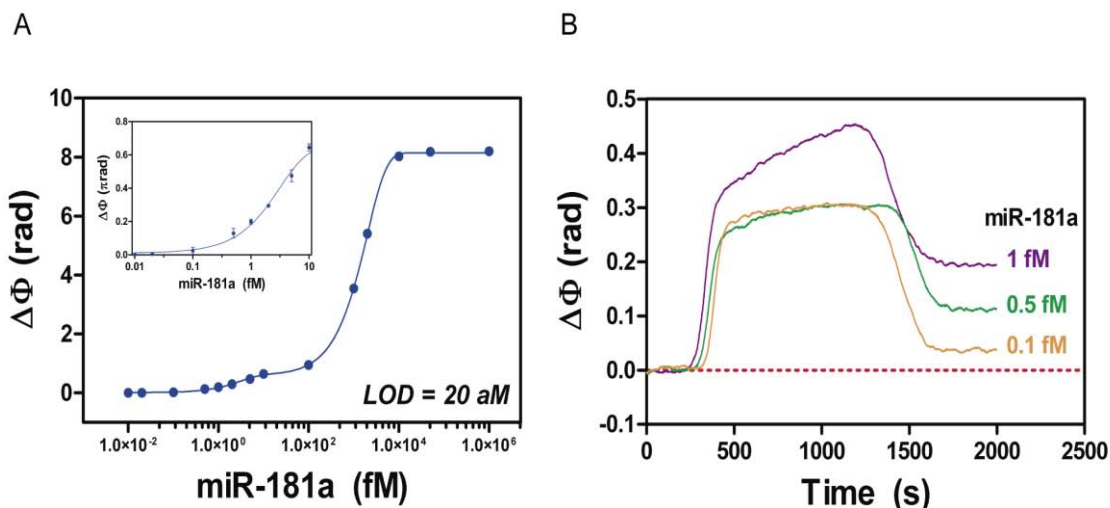 A
B
10
8
6
4
2
0
ΔΦ (rad)
0.8
0.6
0.4
0.2
0.0
ΔΦ (πrad)
0.01
0.1
1
10
miR-181a (fM)
LOD = 20 aM
1.0×10⁻²
1.0×10⁰
1.0×10²
1.0×10⁴
1.0×10⁶
miR-181a (fM)
0.5
0.4
0.3
0.2
0.1
0.0
-0.1
ΔΦ (rad)
miR-181a
1 fM
0.5 fM
0.1 fM
0
500
1000
1500
2000
2500
Time (s)